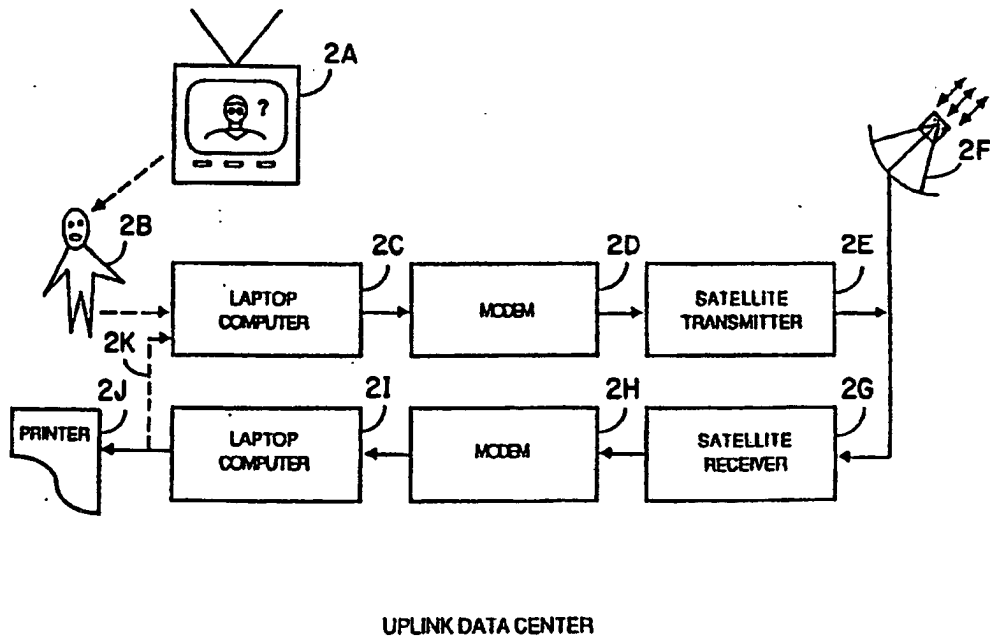 2A
?
2F
2B
2C
2D
2E
LAPTOP
COMPUTER
MODEM
SATELLITE
TRANSMITTER
2K
2J
2I
2H
2G
PRINTER
LAPTOP
COMPUTER
MODEM
SATELLITE
RECEIVER
UPLINK DATA CENTER